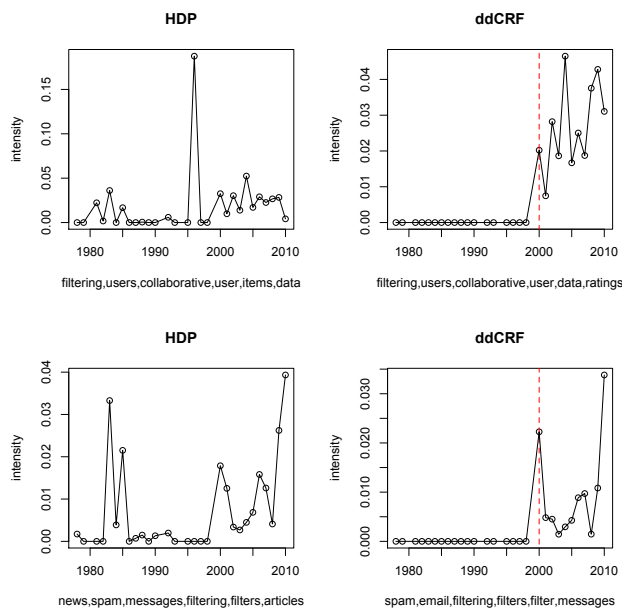 HDP
intensity
0.00 0.05 0.10 0.15
1980 1990 2000 2010
filtering,users,collaborative,user,items,data
ddCRF
intensity
0.00 0.01 0.02 0.03 0.04
1980 1990 2000 2010
filtering,users,collaborative,user,data,ratings
HDP
intensity
0.00 0.01 0.02 0.03 0.04
1980 1990 2000 2010
news,spam,messages,filtering,filters,articles
ddCRF
intensity
0.000 0.010 0.020 0.030
1980 1990 2000 2010
spam,email,filtering,filters,filter,messages